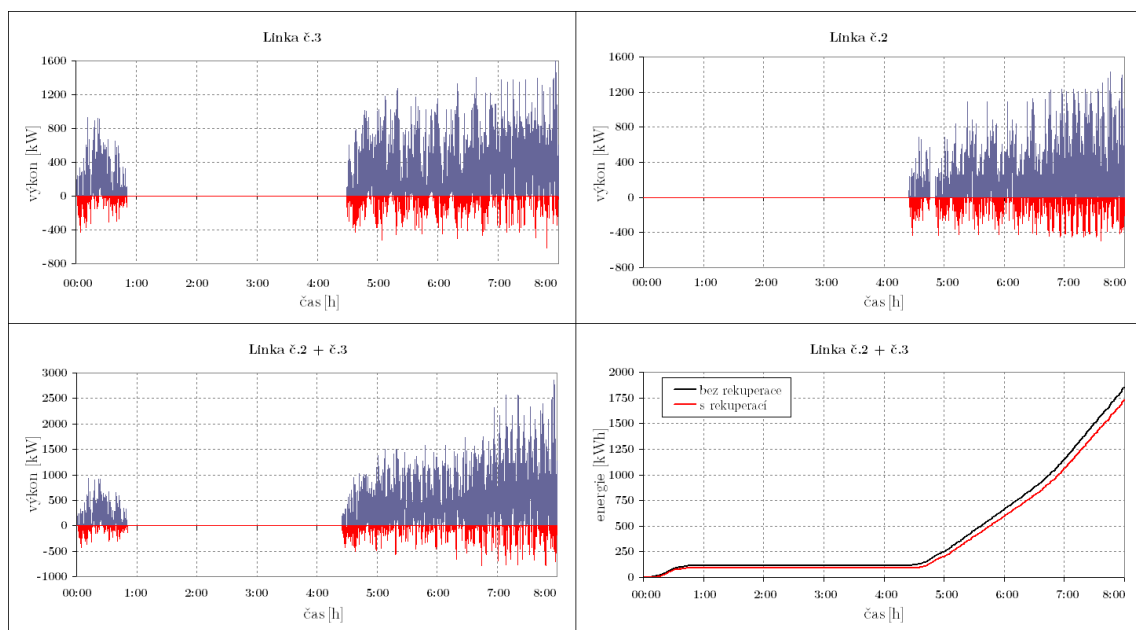 Linka č.3
1600
1200
800
400
0
-400
-800
výkon [kW]
00:00 1:00 2:00 3:00 4:00 5:00 6:00 7:00 8:00
čas [h]
Linka č.2
1600
1200
800
400
0
-400
-800
výkon [kW]
00:00 1:00 2:00 3:00 4:00 5:00 6:00 7:00 8:00
čas [h]
Linka č.2 + č.3
3000
2500
2000
1500
1000
500
0
-500
-1000
výkon [kW]
00:00 1:00 2:00 3:00 4:00 5:00 6:00 7:00 8:00
čas [h]
Linka č.2 + č.3
bez rekuperace
s rekuperací
2000
1750
1500
1250
1000
750
500
250
0
energie [kWh]
00:00 1:00 2:00 3:00 4:00 5:00 6:00 7:00 8:00
čas [h]